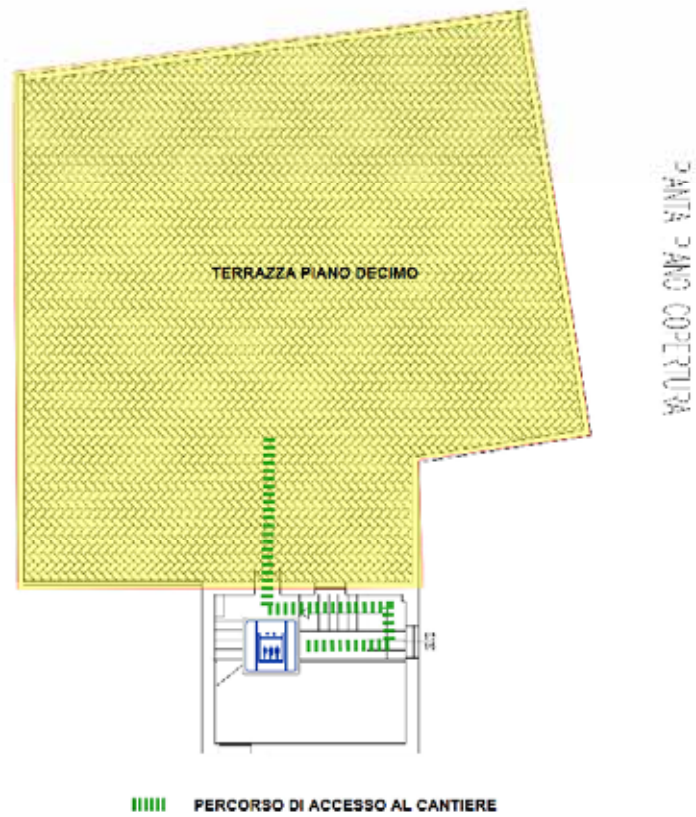 TERRAZZA PIANO DECIMO
PIANTA PIANO COPERTURA
PERCORSO DI ACCESSO AL CANTIERE